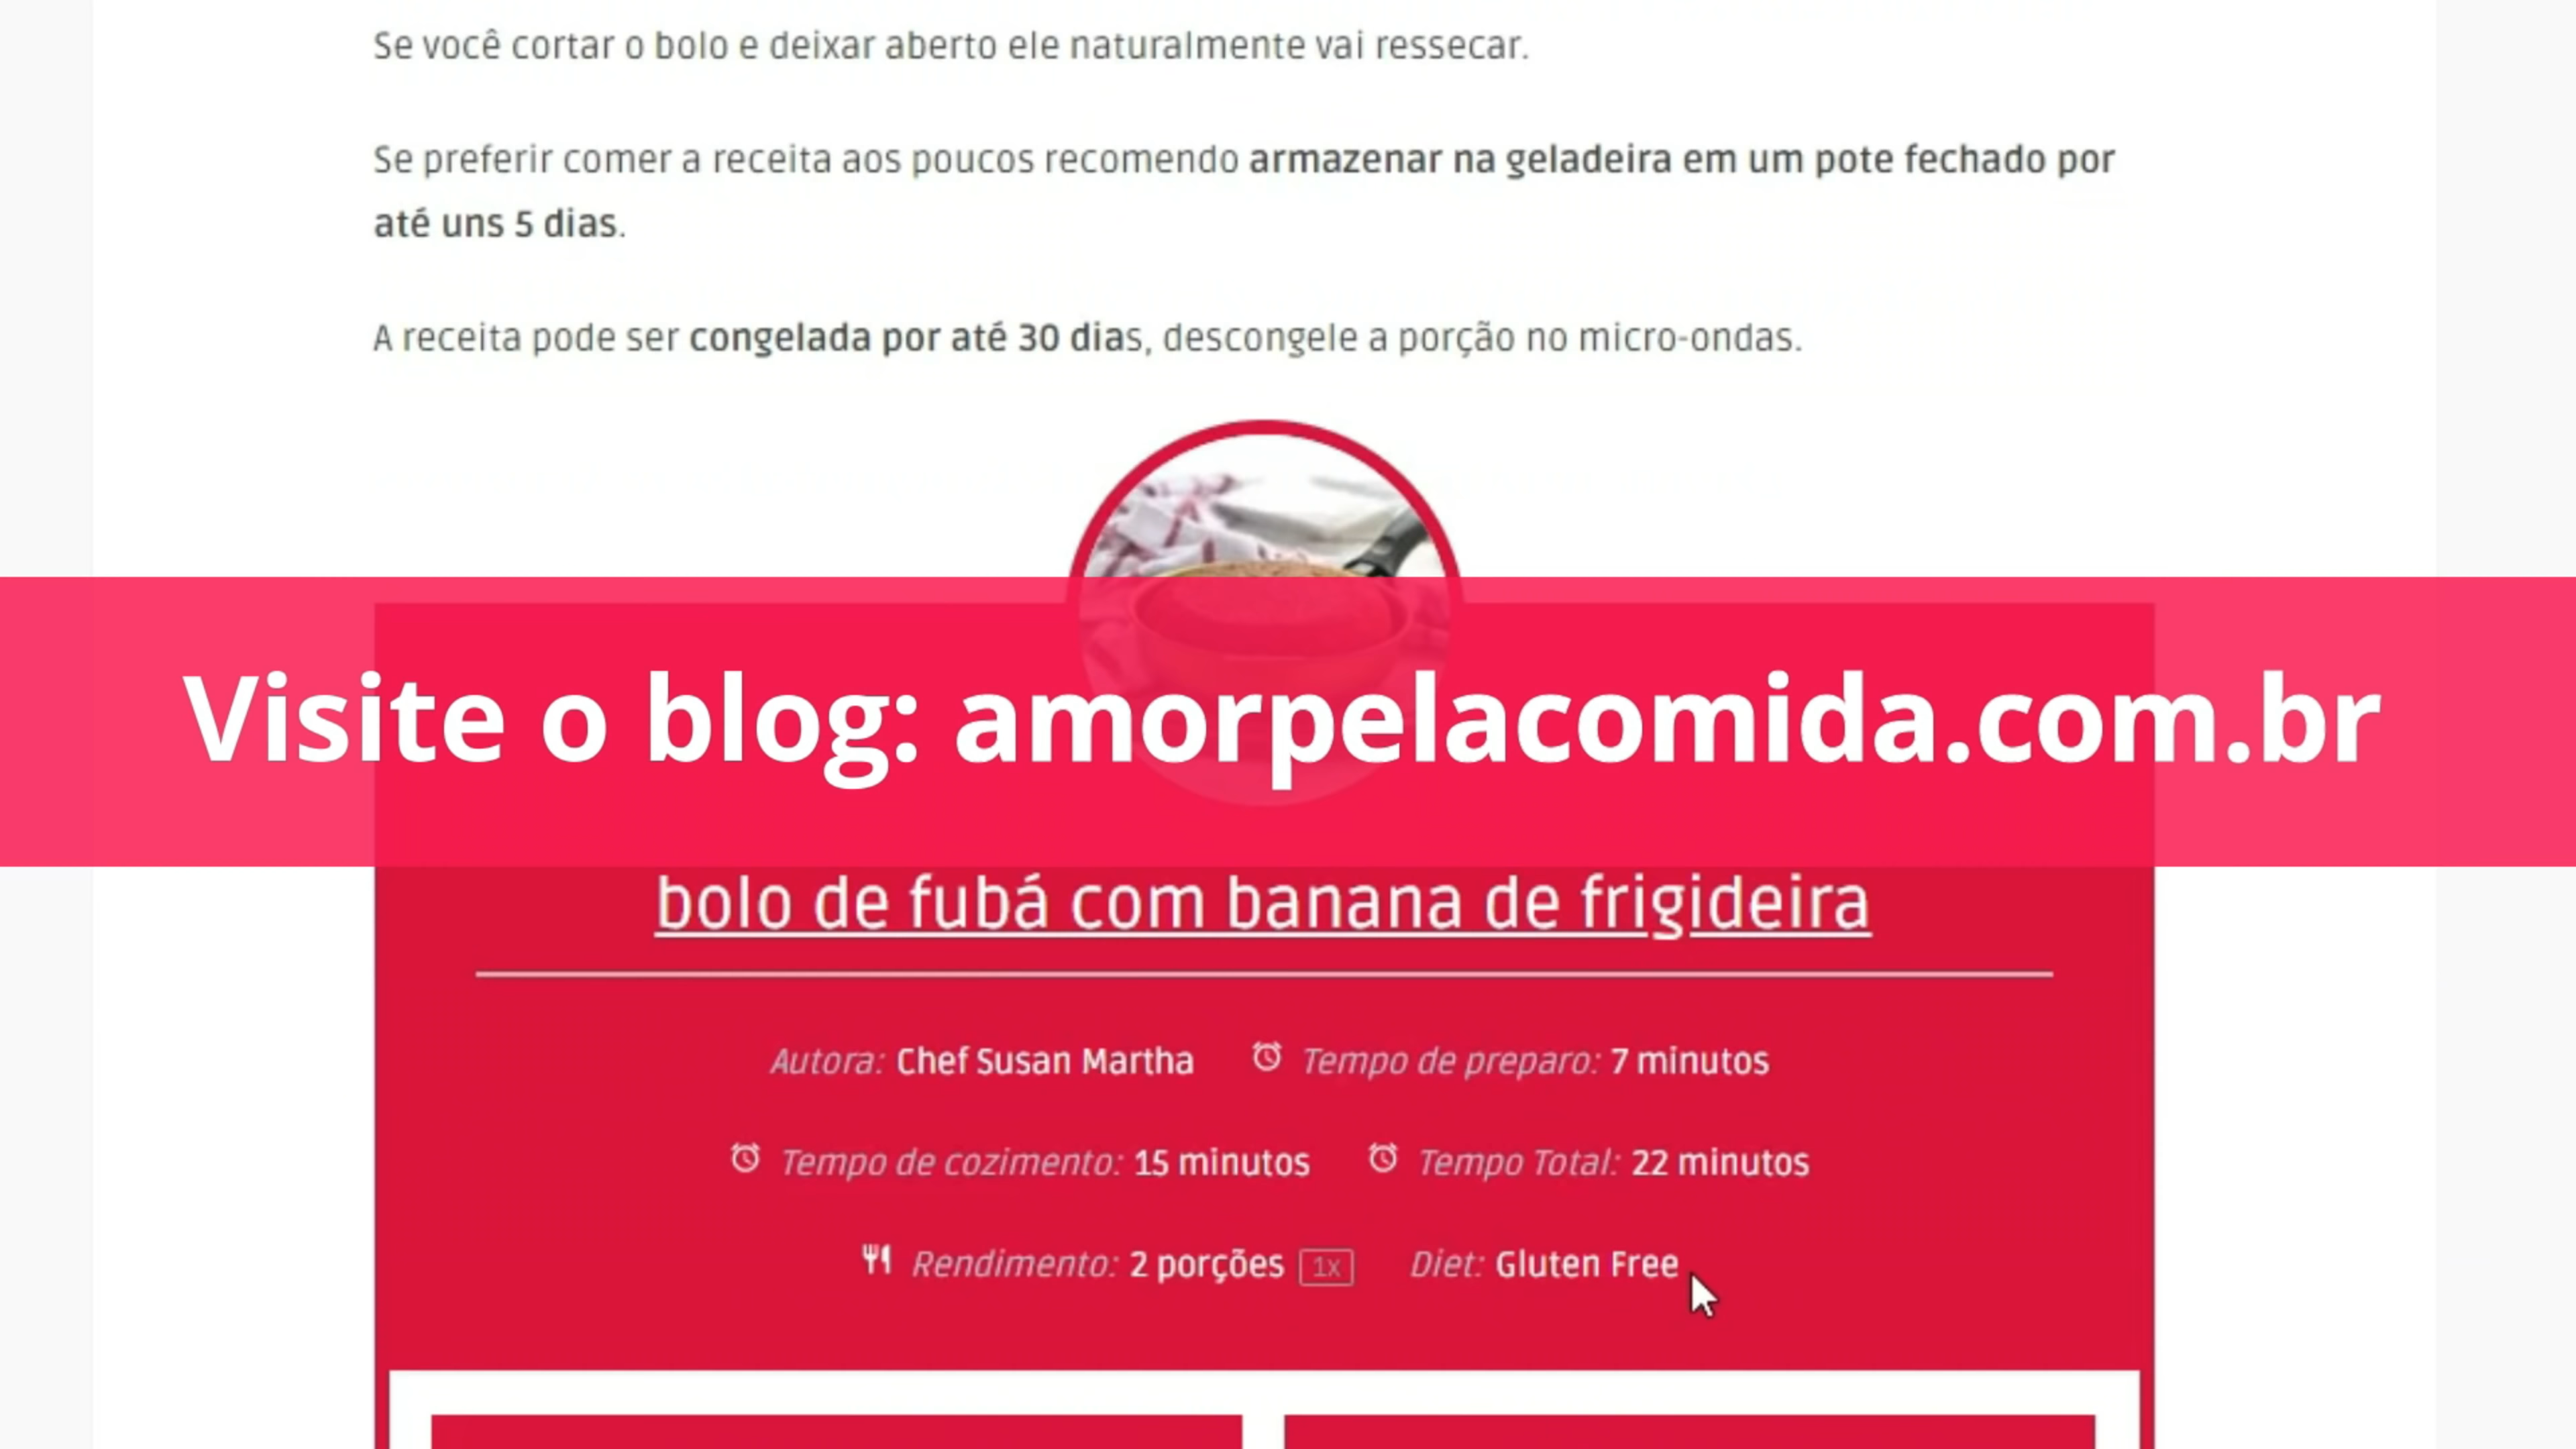 Se você cortar o bolo e deixar aberto ele naturalmente vai ressecar.
Se preferir comer a receita aos poucos recomendo armazenar na geladeira em um pote fechado por
até uns 5 dias.
A receita pode ser congelada por até 30 dias, descongele a porção no micro-ondas.
Visite o blog: amorpelacomida.com.br
bolo de fubá com banana de frigideira
Autora: Chef Susan Martha Tempo de preparo: 7 minutos
Tempo de cozimento: 15 minutos Tempo Total: 22 minutos
Rendimento: 2 porções 1x Diet: Gluten Free